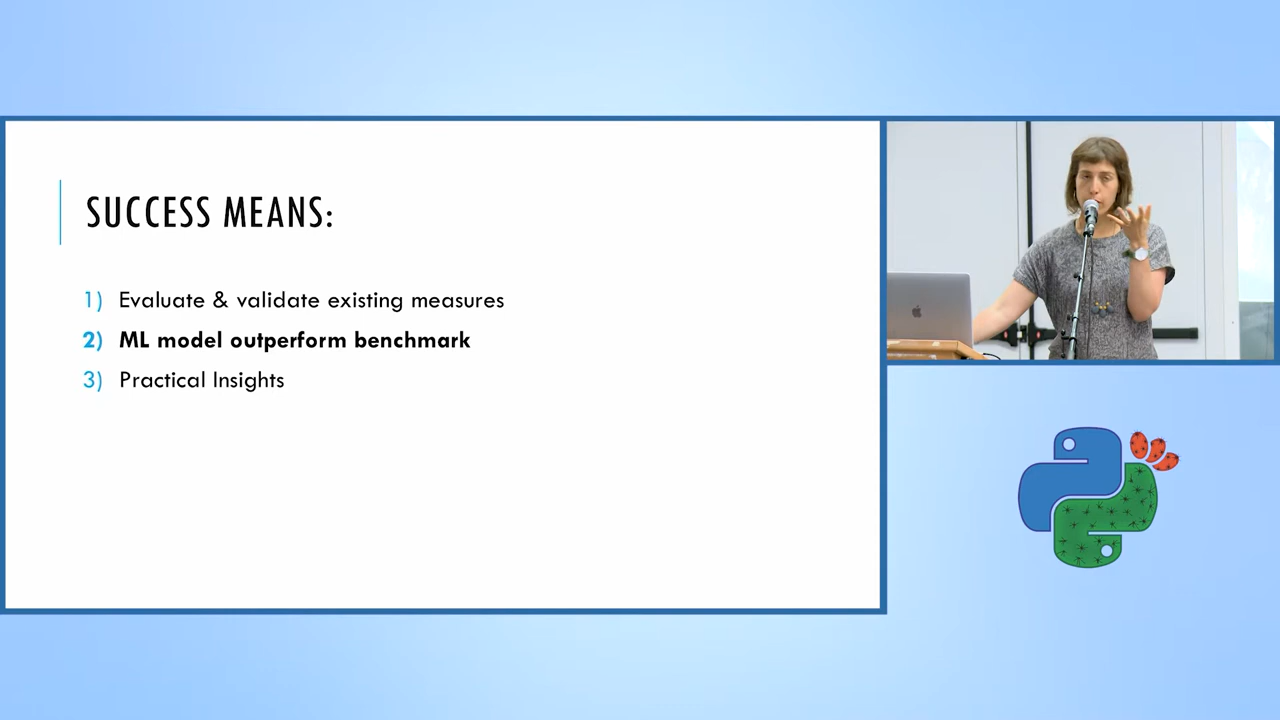 SUCCESS MEANS:
1) Evaluate & validate existing measures
2) ML model outperform benchmark
3) Practical Insights